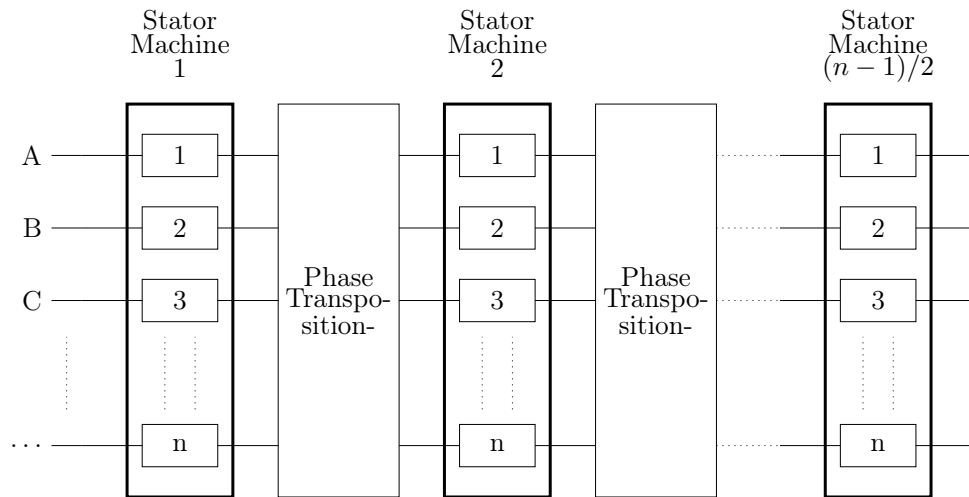 Stator
Machine
1
Stator
Machine
2
Stator
Machine
(n − 1)/2
A
1
1
1
B
2
2
2
C
3
3
3
Phase
Transpo-
sition-
Phase
Transpo-
sition-
...
n
n
n